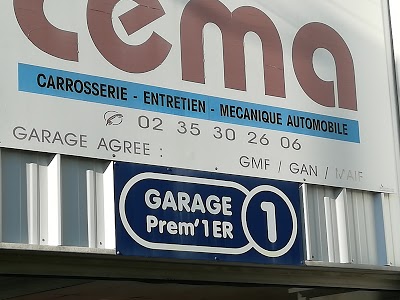 cema
CARROSSERIE - ENTRETIEN - MECANIQUE AUTOMOBILE
02 35 30 26 06
GARAGE AGREE :
GMF / GAN / MAIF
GARAGE
Prem'1ER
1